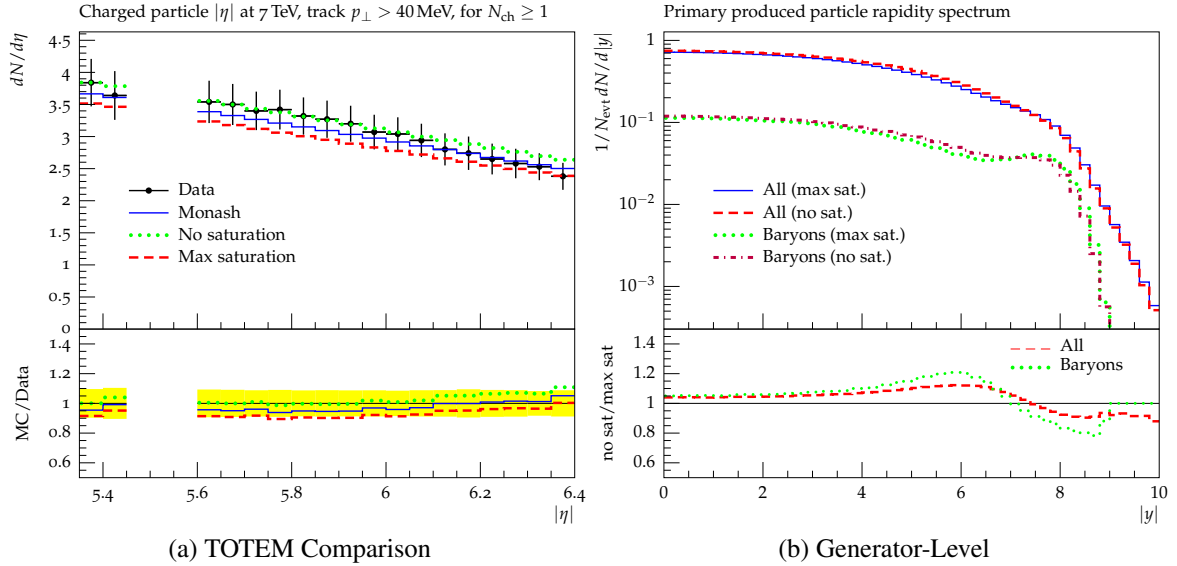 Charged particle |η| at 7 TeV, track p⊥ > 40 MeV, for Nch ≥ 1
dN/dη
4.5
4
3.5
3
2.5
2
1.5
1
0.5
0
Data
Monash
No saturation
Max saturation
MC/Data
1.4
1.2
1
0.8
0.6
5.4
5.6
5.8
6
6.2
6.4
|η|
(a) TOTEM Comparison
Primary produced particle rapidity spectrum
1/Nevt dN/d|y|
1
10−1
10−2
10−3
All (max sat.)
All (no sat.)
Baryons (max sat.)
Baryons (no sat.)
no sat/max sat
1.4
1.2
1
0.8
0.6
All
Baryons
0
2
4
6
8
10
|y|
(b) Generator-Level